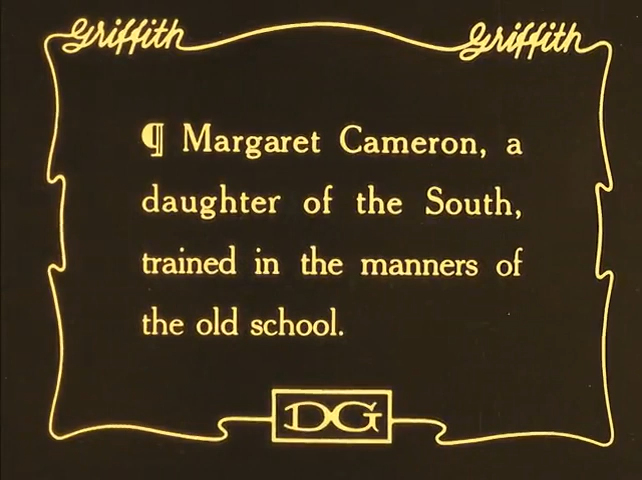 Griffith Griffith
¶ Margaret Cameron, a
daughter of the South,
trained in the manners of
the old school.
DG